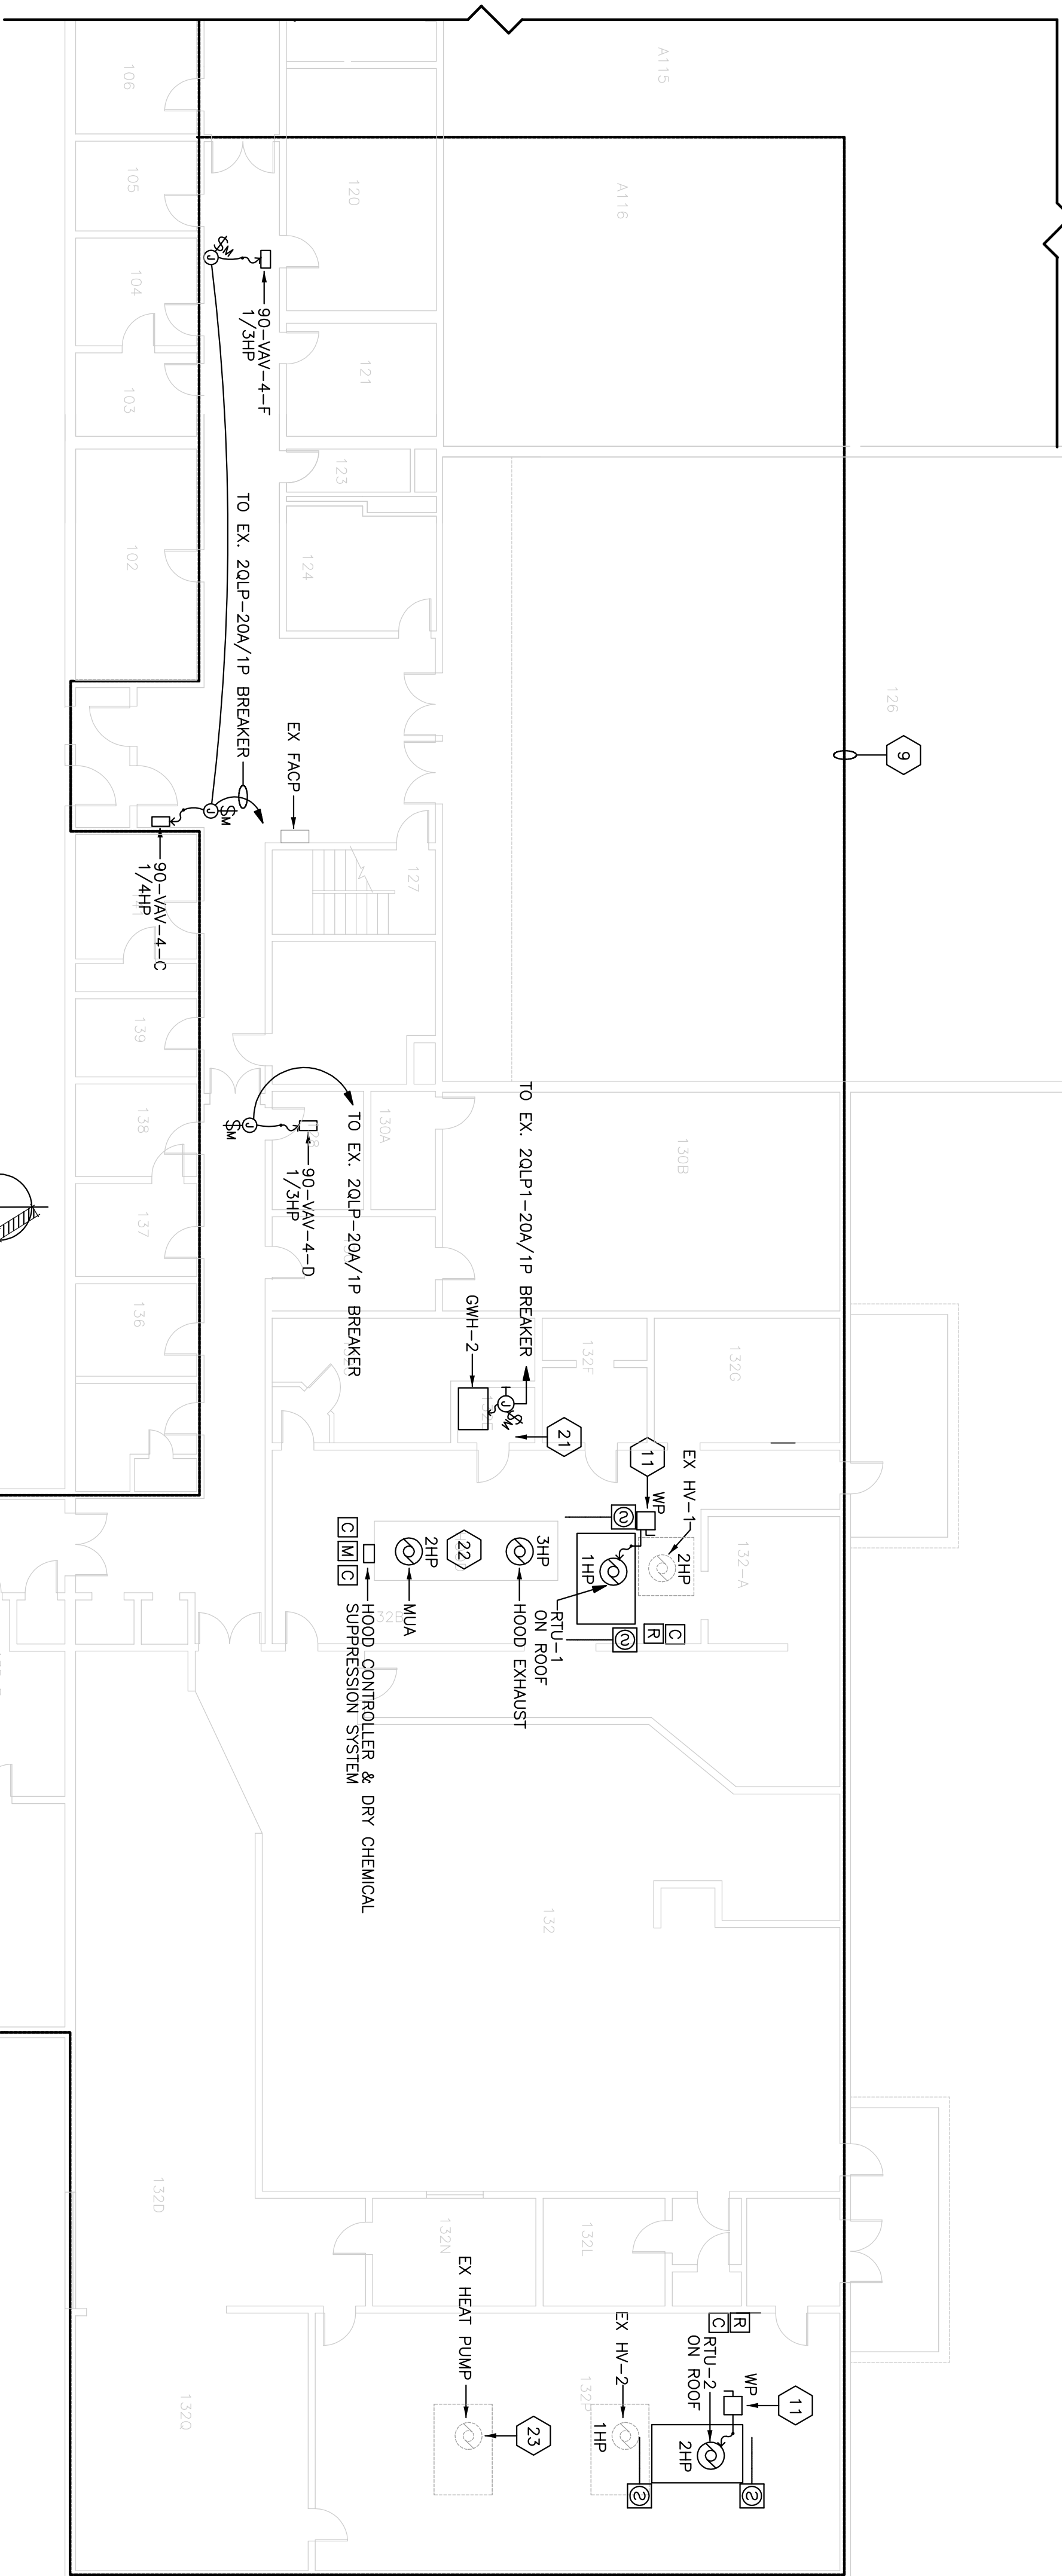 A115
106
105
120
A116
$M
J
90-VAV-4-F
1/3HP
104
103
121
123
102
124
TO EX. 2QLP-20A/1P BREAKER
126
9
EX FACP
J
$M
90-VAV-4-C
1/4HP
127
139
138
130A
130B
J
$M
90-VAV-4-D
1/3HP
TO EX. 2QLP-20A/1P BREAKER
TO EX. 2QLP1-20A/1P BREAKER
137
136
GWH-2
J
$M
21
132F
132G
11
WP
EX HV-1
2HP
132-A
1HP
RTU-1
ON ROOF
R
C
3HP
HOOD EXHAUST
22
2HP
MUA
132B
C
M
C
HOOD CONTROLLER & DRY CHEMICAL
SUPPRESSION SYSTEM
132
132D
132N
132L
132Q
EX HEAT PUMP
23
EX HV-2
132P
1HP
R
C
RTU-2
ON ROOF
WP
11
2HP